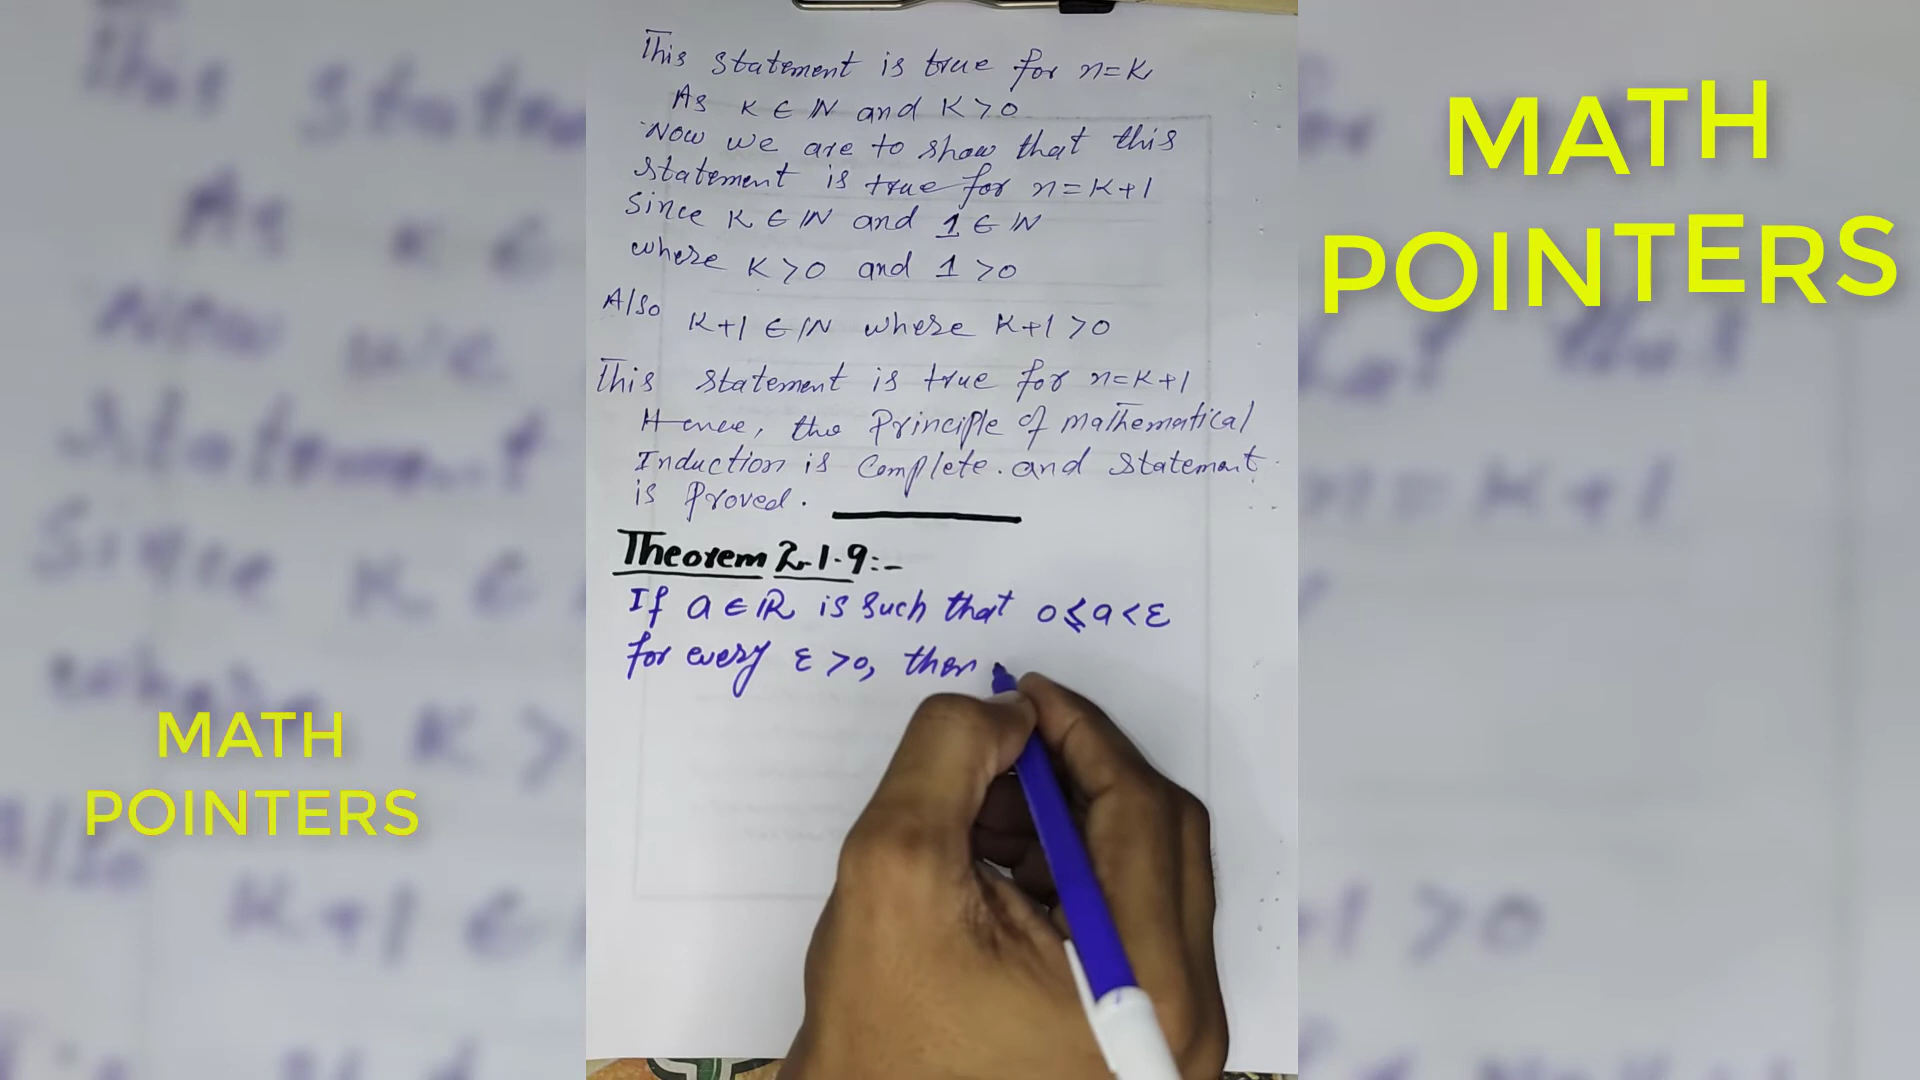 This statement is true for n=K
As K ∈ ℕ and K>0
Now we are to show that this
statement is true for n=K+1
Since K ∈ ℕ and 1 ∈ ℕ
where K>0 and 1>0
Also K+1 ∈ ℕ where K+1>0
This statement is true for n=K+1
Hence, the Principle of mathematical
Induction is Complete. and statement
is Proved.
Theorem 2.1.9:-
If a ∈ ℝ is such that 0≤a<ε
for every ε>0, then
MATH
POINTERS
MATH
POINTERS